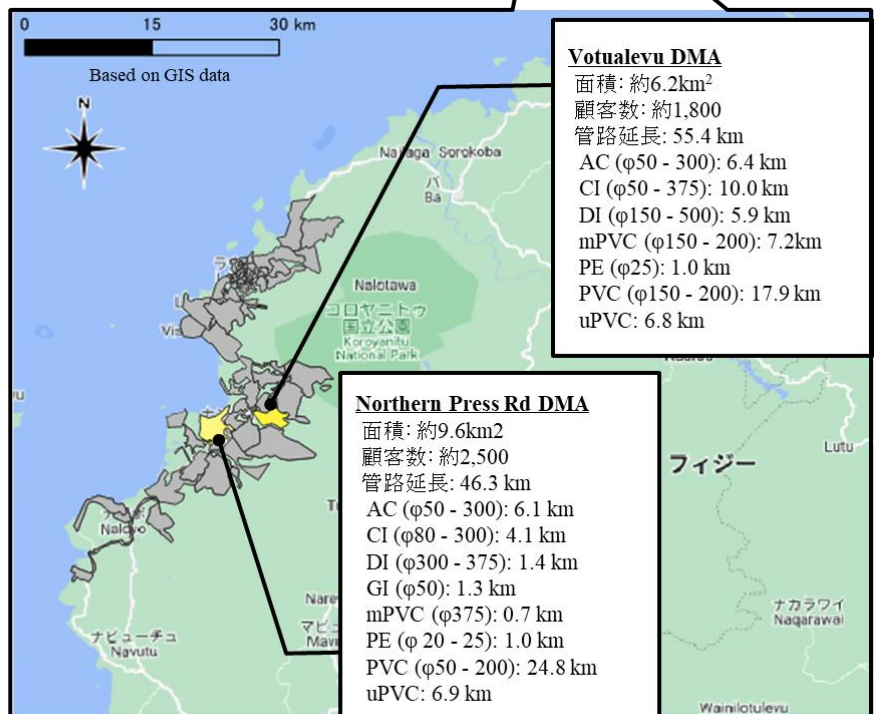 0 15 30 km
Based on GIS data
N
Votualevu DMA
面積: 約6.2km²
顧客数: 約1,800
管路延長: 55.4 km
AC (φ50 - 300): 6.4 km
CI (φ50 - 375): 10.0 km
DI (φ150 - 500): 5.9 km
mPVC (φ150 - 200): 7.2km
PE (φ25): 1.0 km
PVC (φ150 - 200): 17.9 km
uPVC: 6.8 km
Sorokoba
バ
Ba
Nalotawa
コロヤニトゥ
国立公園
Koroyanitu
National Park
Northern Press Rd DMA
面積: 約9.6km2
顧客数: 約2,500
管路延長: 46.3 km
AC (φ50 - 300): 6.1 km
CI (φ80 - 300): 4.1 km
DI (φ300 - 375): 1.4 km
GI (φ50): 1.3 km
mPVC (φ375): 0.7 km
PE (φ 20 - 25): 1.0 km
PVC (φ50 - 200): 24.8 km
uPVC: 6.9 km
フィジー
Lutu
ナビューチュ
Navutu
ナカラワイ
Naqarawai
Wainilotulevu